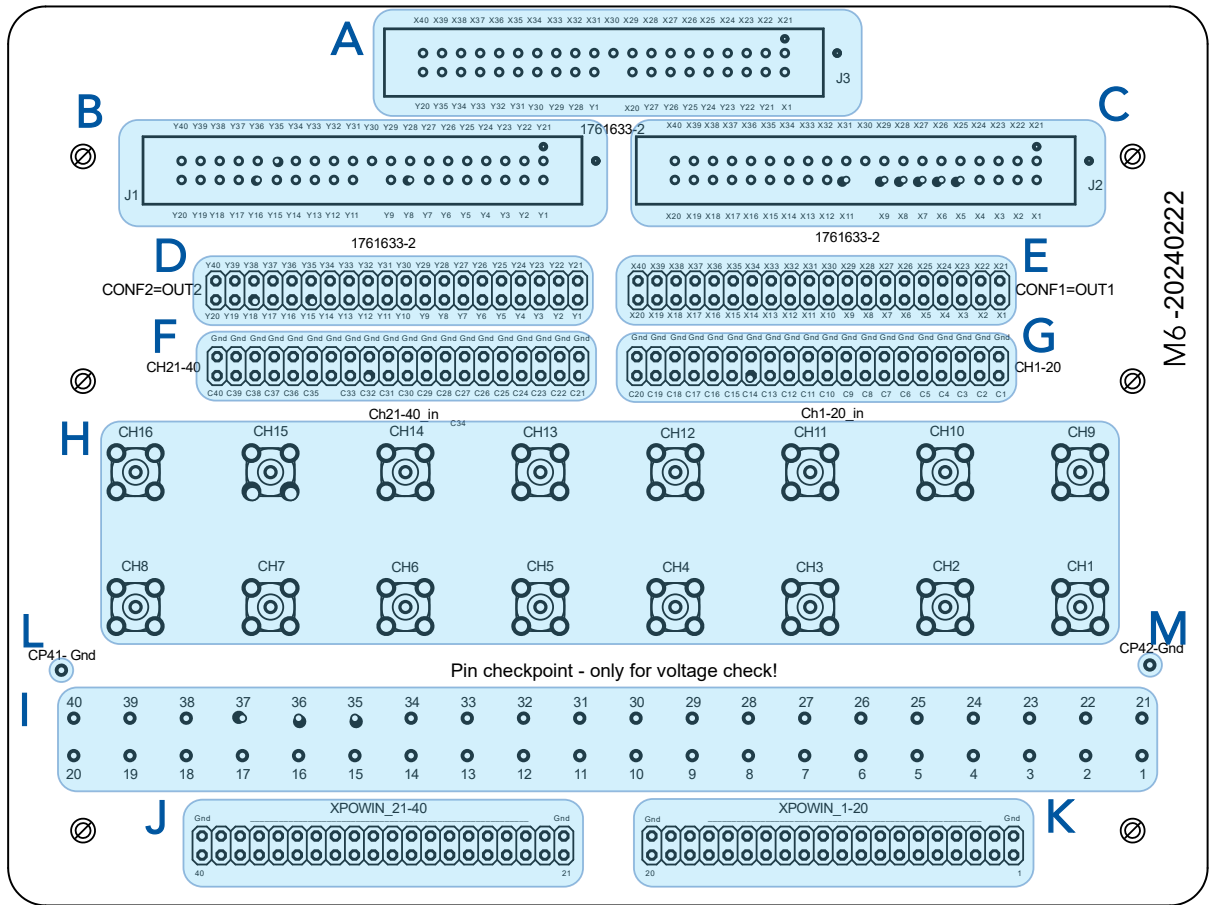 A
X40 X39 X38 X37 X36 X35 X34 X33 X32 X31 X30 X29 X28 X27 X26 X25 X24 X23 X22 X21
J3
Y20 Y35 Y34 Y33 Y32 Y31 Y30 Y29 Y28 Y1 X20 Y27 Y26 Y25 Y24 Y23 Y22 Y21 X1
1761633-2
B
Y40 Y39 Y38 Y37 Y36 Y35 Y34 Y33 Y32 Y31 Y30 Y29 Y28 Y27 Y26 Y25 Y24 Y23 Y22 Y21
J1
Y20 Y19 Y18 Y17 Y16 Y15 Y14 Y13 Y12 Y11 Y9 Y8 Y7 Y6 Y5 Y4 Y3 Y2 Y1
1761633-2
C
X40 X39 X38 X37 X36 X35 X34 X33 X32 X31 X30 X29 X28 X27 X26 X25 X24 X23 X22 X21
J2
X20 X19 X18 X17 X16 X15 X14 X13 X12 X11 X9 X8 X7 X6 X5 X4 X3 X2 X1
1761633-2
M6 -20240222
D
Y40 Y39 Y38 Y37 Y36 Y35 Y34 Y33 Y32 Y31 Y30 Y29 Y28 Y27 Y26 Y25 Y24 Y23 Y22 Y21
CONF2=OUT2
Y20 Y19 Y18 Y17 Y16 Y15 Y14 Y13 Y12 Y11 Y10 Y9 Y8 Y7 Y6 Y5 Y4 Y3 Y2 Y1
E
X40 X39 X38 X37 X36 X35 X34 X33 X32 X31 X30 X29 X28 X27 X26 X25 X24 X23 X22 X21
CONF1=OUT1
X20 X19 X18 X17 X16 X15 X14 X13 X12 X11 X10 X9 X8 X7 X6 X5 X4 X3 X2 X1
F
Gnd Gnd Gnd Gnd Gnd Gnd Gnd Gnd Gnd Gnd Gnd Gnd Gnd Gnd Gnd Gnd Gnd Gnd Gnd Gnd
CH21-40
C40 C39 C38 C37 C36 C35 C33 C32 C31 C30 C29 C28 C27 C26 C25 C24 C23 C22 C21
Ch21-40_in
C34
G
Gnd Gnd Gnd Gnd Gnd Gnd Gnd Gnd Gnd Gnd Gnd Gnd Gnd Gnd Gnd Gnd Gnd Gnd Gnd Gnd
CH1-20
C20 C19 C18 C17 C16 C15 C14 C13 C12 C11 C10 C9 C8 C7 C6 C5 C4 C3 C2 C1
Ch1-20_in
H
CH16 CH15 CH14 CH13 CH12 CH11 CH10 CH9
CH8 CH7 CH6 CH5 CH4 CH3 CH2 CH1
L
CP41- Gnd
M
CP42-Gnd
Pin checkpoint - only for voltage check!
I
40 39 38 37 36 35 34 33 32 31 30 29 28 27 26 25 24 23 22 21
20 19 18 17 16 15 14 13 12 11 10 9 8 7 6 5 4 3 2 1
J
XPOWIN_21-40
Gnd Gnd
40 21
K
XPOWIN_1-20
Gnd Gnd
20 1